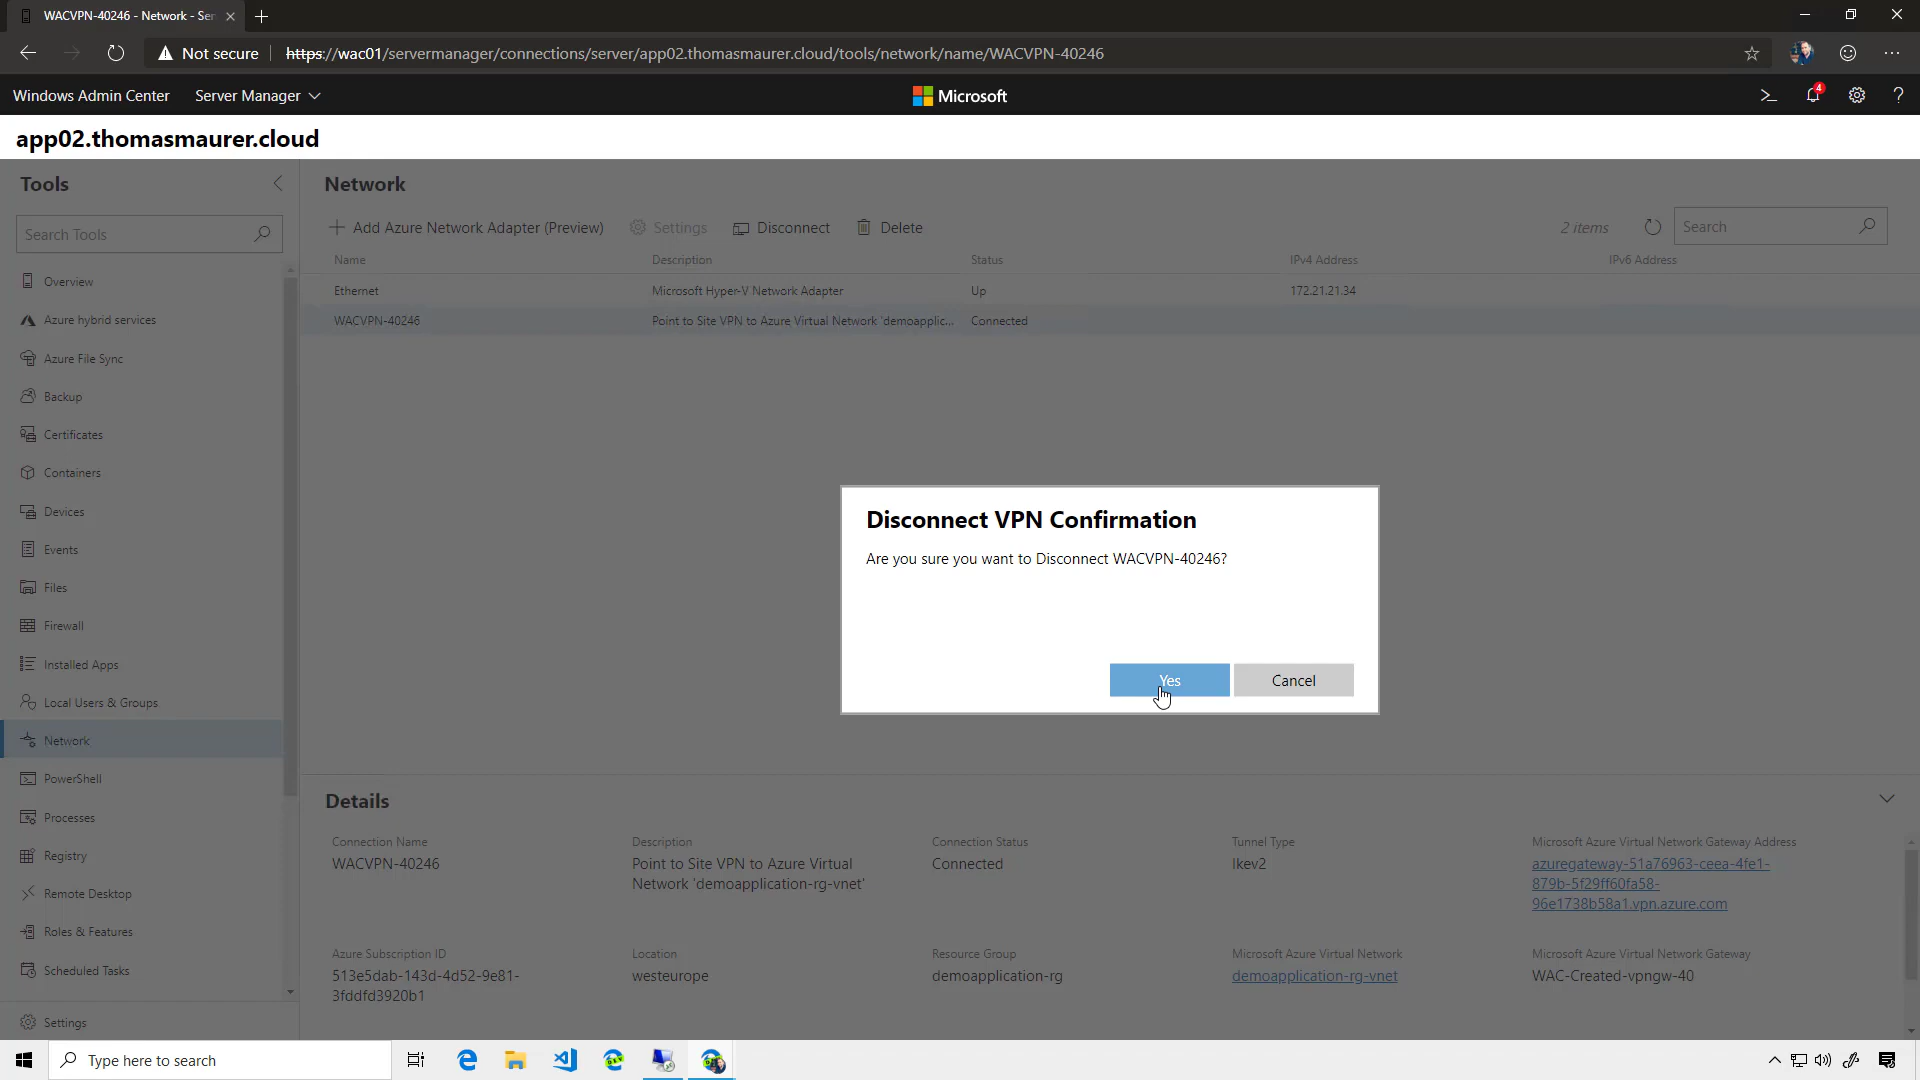 WACVPN-40246 - Network - Ser
Not secure
https://wac01/servermanager/connections/server/app02.thomasmaurer.cloud/tools/network/name/WACVPN-40246
Windows Admin Center
Server Manager
Microsoft
4
app02.thomasmaurer.cloud
Tools
Search Tools
Overview
Azure hybrid services
Azure File Sync
Backup
Certificates
Containers
Devices
Events
Files
Firewall
Installed Apps
Local Users & Groups
Network
PowerShell
Processes
Registry
Remote Desktop
Roles & Features
Scheduled Tasks
Settings
Network
Add Azure Network Adapter (Preview)
Settings
Disconnect
Delete
2 items
Search
Name Description Status IPv4 Address IPv6 Address
Ethernet Microsoft Hyper-V Network Adapter Up 172.21.21.34
WACVPN-40246 Point to Site VPN to Azure Virtual Network 'demoapplic... Connected
Disconnect VPN Confirmation
Are you sure you want to Disconnect WACVPN-40246?
Yes
Cancel
Details
Connection Name
WACVPN-40246
Description
Point to Site VPN to Azure Virtual
Network 'demoapplication-rg-vnet'
Connection Status
Connected
Tunnel Type
Ikev2
Microsoft Azure Virtual Network Gateway Address
azuregateway-51a76963-ceea-4fe1-
879b-5f29ff60fa58-
96e1738b58a1.vpn.azure.com
Azure Subscription ID
513e5dab-143d-4d52-9e81-
3fddfd3920b1
Location
westeurope
Resource Group
demoapplication-rg
Microsoft Azure Virtual Network
demoapplication-rg-vnet
Microsoft Azure Virtual Network Gateway
WAC-Created-vpngw-40
Type here to search